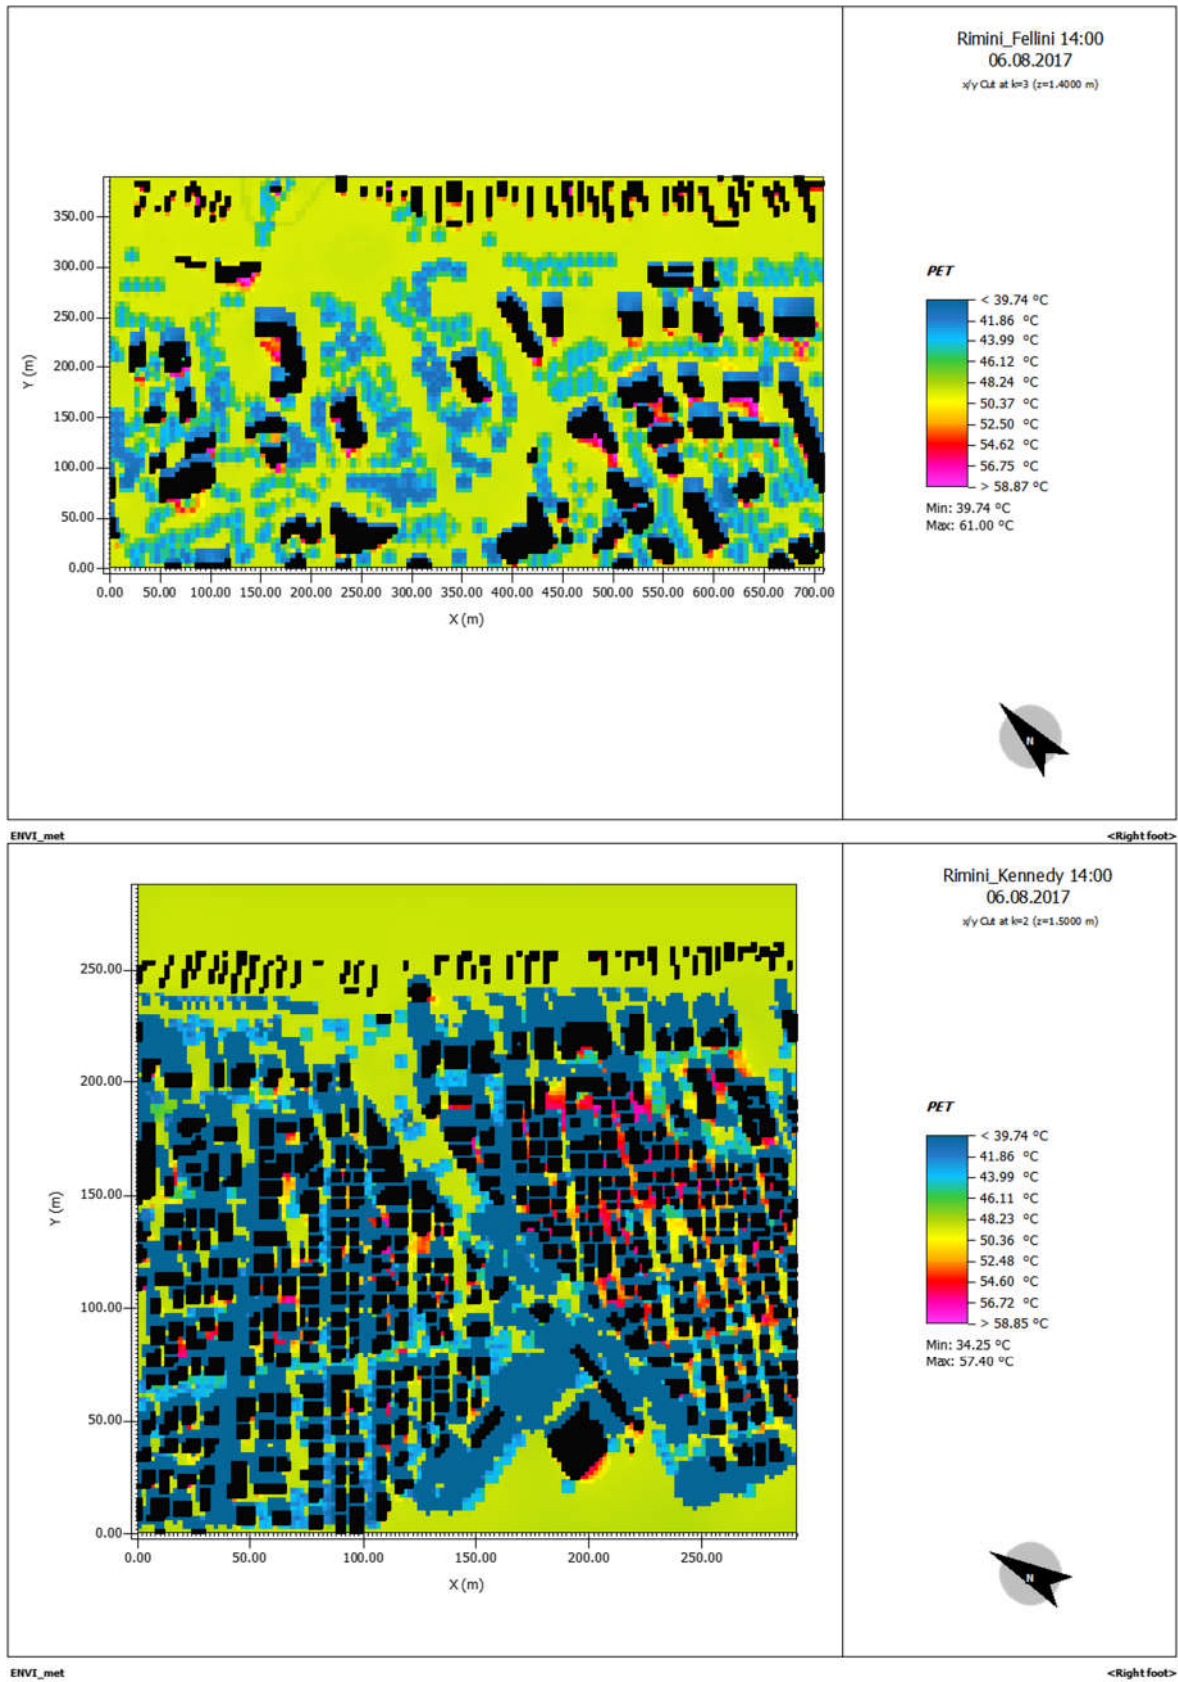 Rimini_Fellini 14:00
06.08.2017
x/y Cut at k=3 (z=1.4000 m)
350.00
300.00
250.00
200.00
150.00
100.00
50.00
0.00
Y (m)
0.00 50.00 100.00 150.00 200.00 250.00 300.00 350.00 400.00 450.00 500.00 550.00 600.00 650.00 700.00
X (m)
PET
< 39.74 °C
41.86 °C
43.99 °C
46.12 °C
48.24 °C
50.37 °C
52.50 °C
54.62 °C
56.75 °C
> 58.87 °C
Min: 39.74 °C
Max: 61.00 °C
N
ENVI_met
<Right foot>
Rimini_Kennedy 14:00
06.08.2017
x/y Cut at k=2 (z=1.5000 m)
250.00
200.00
150.00
100.00
50.00
0.00
Y (m)
0.00 50.00 100.00 150.00 200.00 250.00
X (m)
PET
< 39.74 °C
41.86 °C
43.99 °C
46.11 °C
48.23 °C
50.36 °C
52.48 °C
54.60 °C
56.72 °C
> 58.85 °C
Min: 34.25 °C
Max: 57.40 °C
N
ENVI_met
<Right foot>